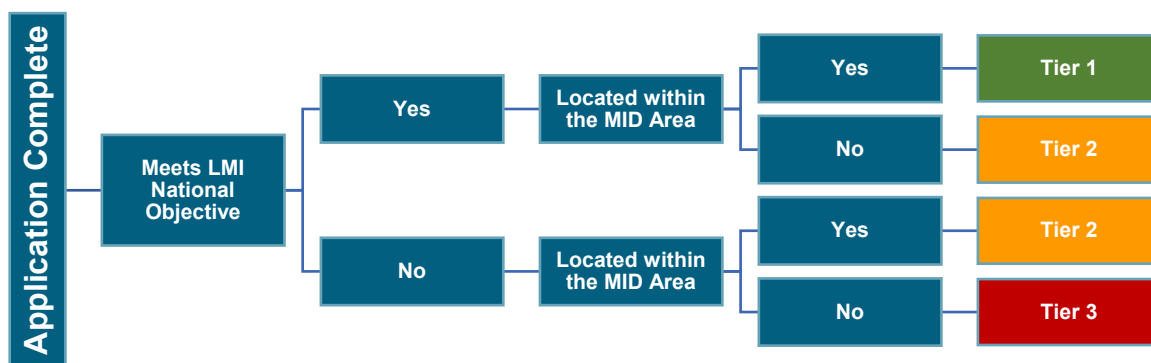 Application Complete
Meets LMI
National
Objective
Yes
Located within
the MID Area
Yes
Tier 1
No
Tier 2
No
Located within
the MID Area
Yes
Tier 2
No
Tier 3